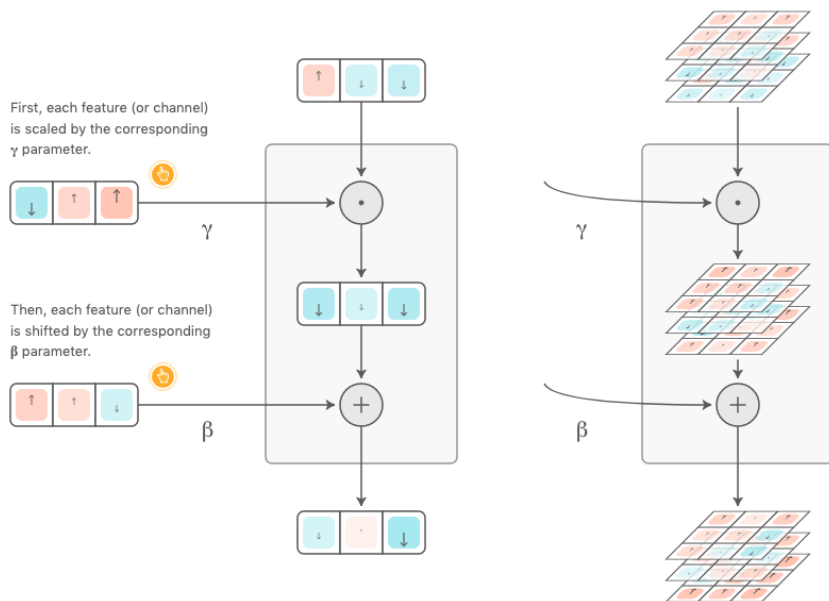 First, each feature (or channel)
is scaled by the corresponding
γ parameter.
γ
γ
Then, each feature (or channel)
is shifted by the corresponding
β parameter.
β
β